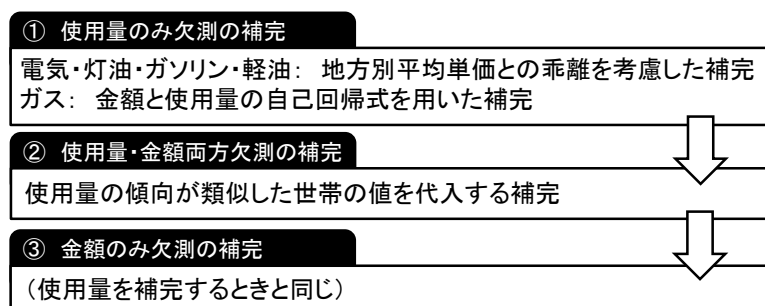 ① 使用量のみ欠測の補完
電気・灯油・ガソリン・軽油： 地方別平均単価との乖離を考慮した補完
ガス： 金額と使用量の自己回帰式を用いた補完
② 使用量・金額両方欠測の補完
使用量の傾向が類似した世帯の値を代入する補完
③ 金額のみ欠測の補完
（使用量を補完するときと同じ）